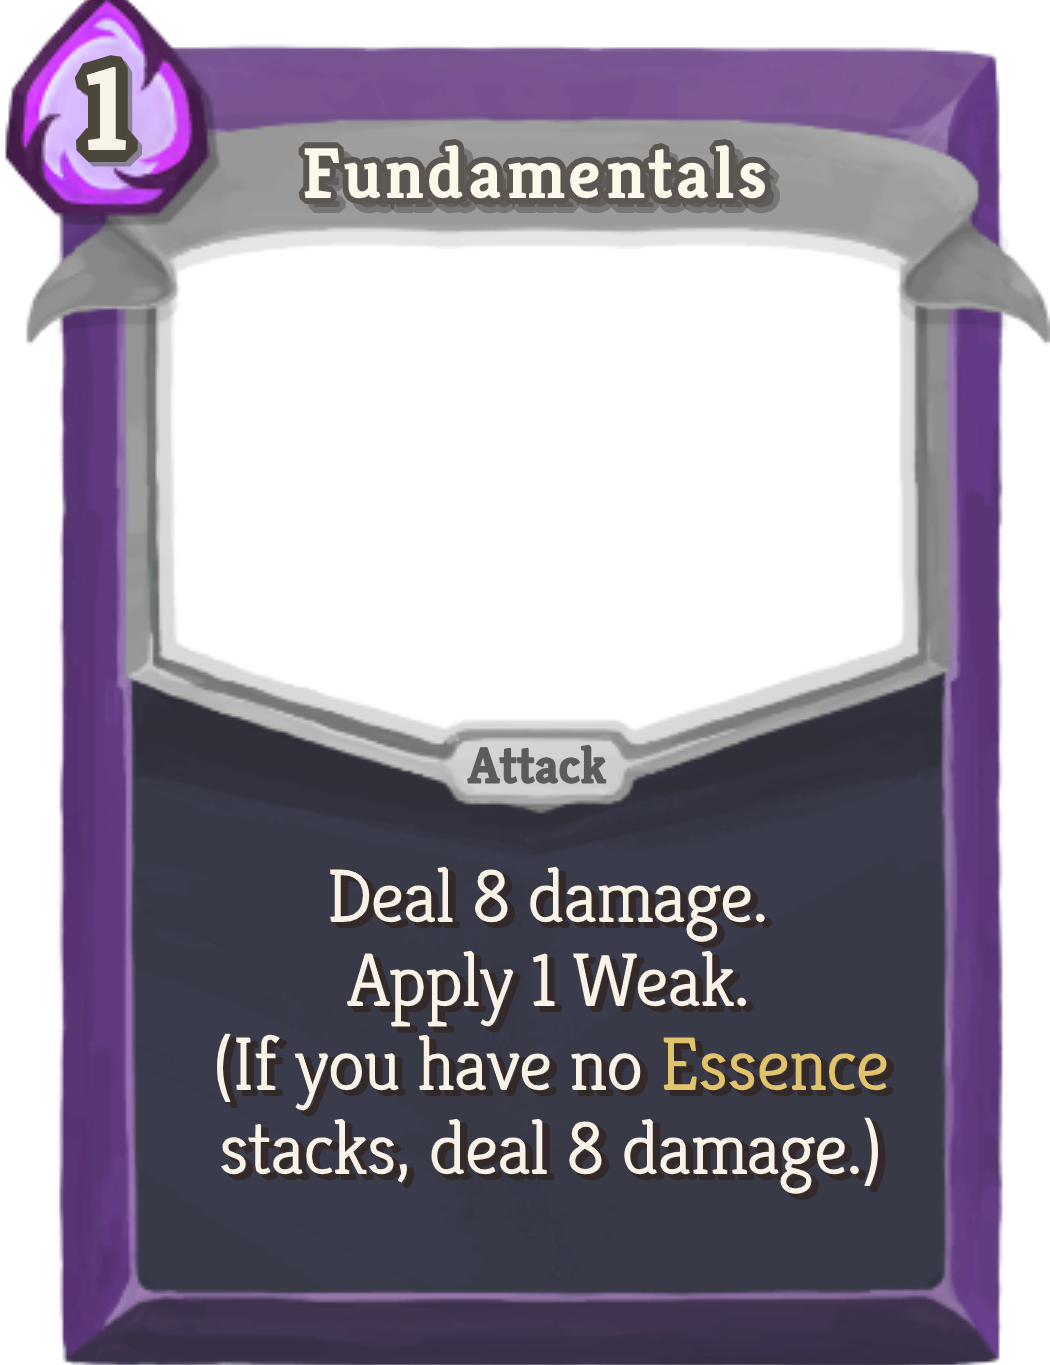 1
Fundamentals
Attack
Deal 8 damage.
Apply 1 Weak.
(If you have no Essence
stacks, deal 8 damage.)